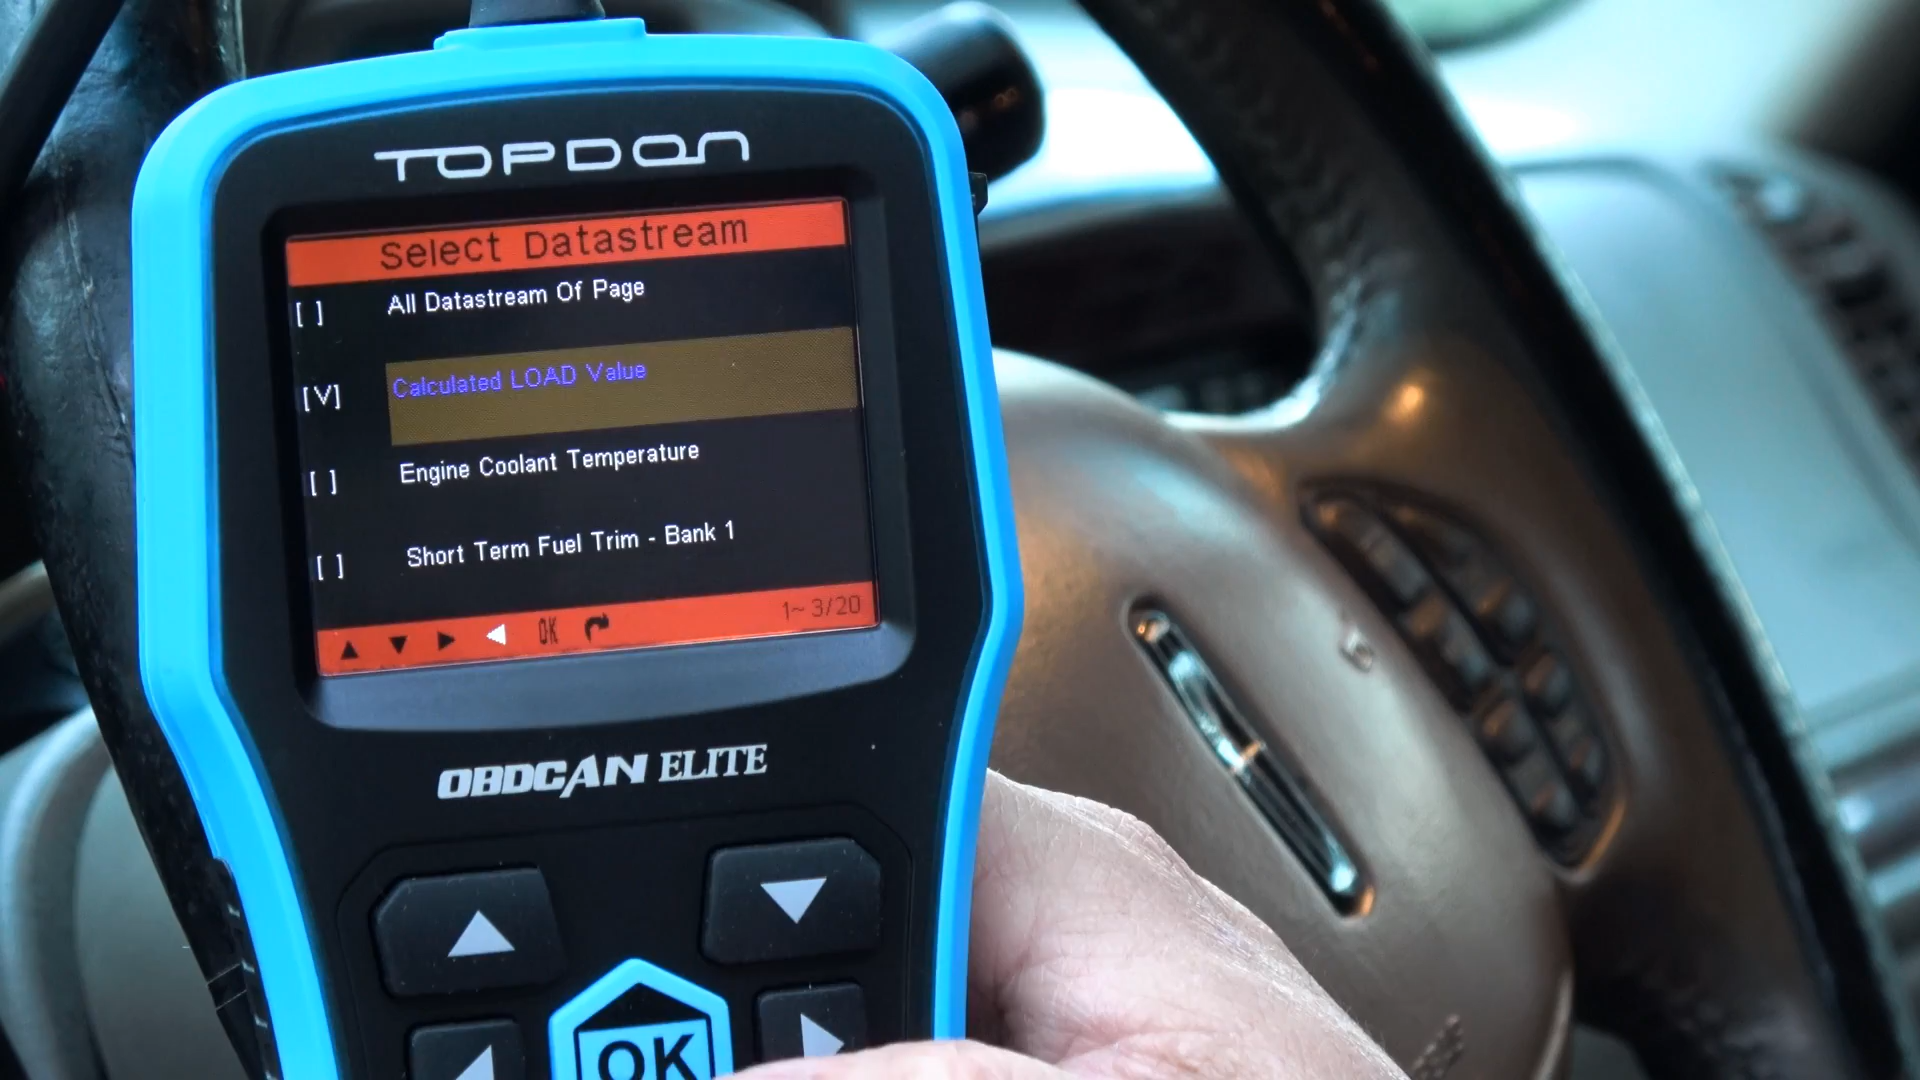 TOPDON
Select Datastream
[ ] All Datastream Of Page
[V] Calculated LOAD Value
[ ] Engine Coolant Temperature
[ ] Short Term Fuel Trim - Bank 1
OK 1~ 3/20
OBDCAN ELITE
OK